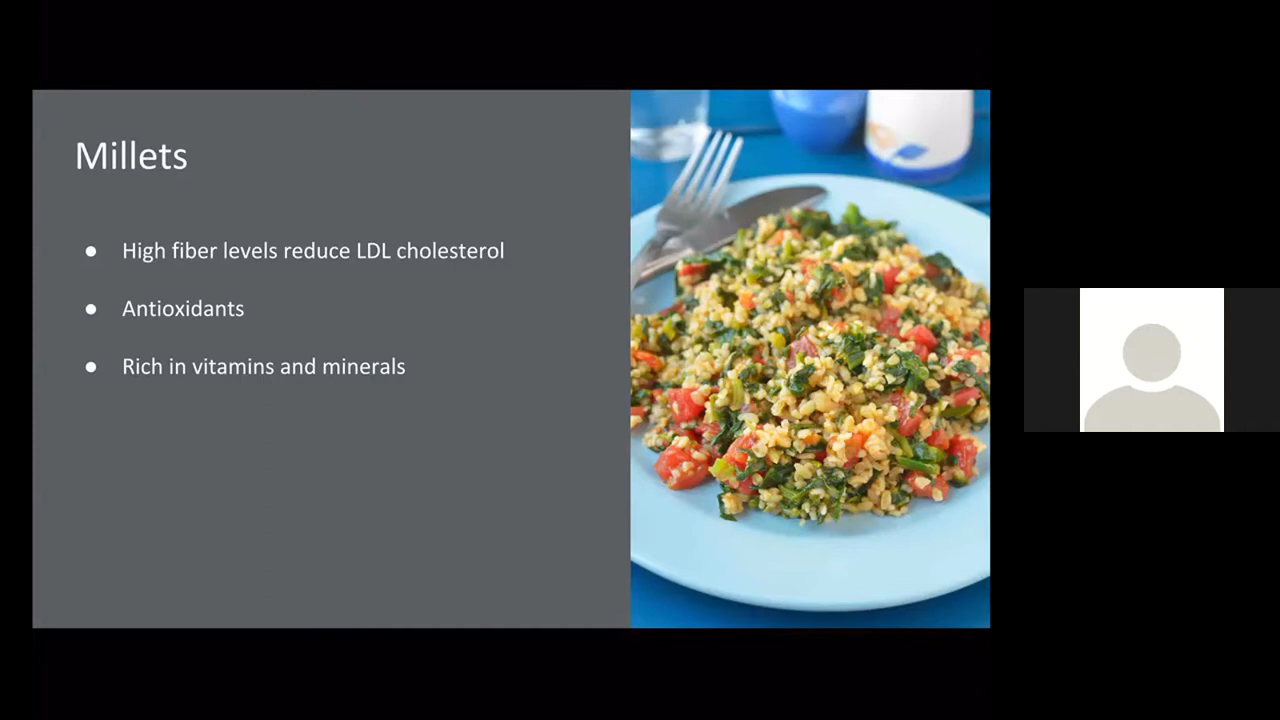 Millets
● High fiber levels reduce LDL cholesterol
● Antioxidants
● Rich in vitamins and minerals